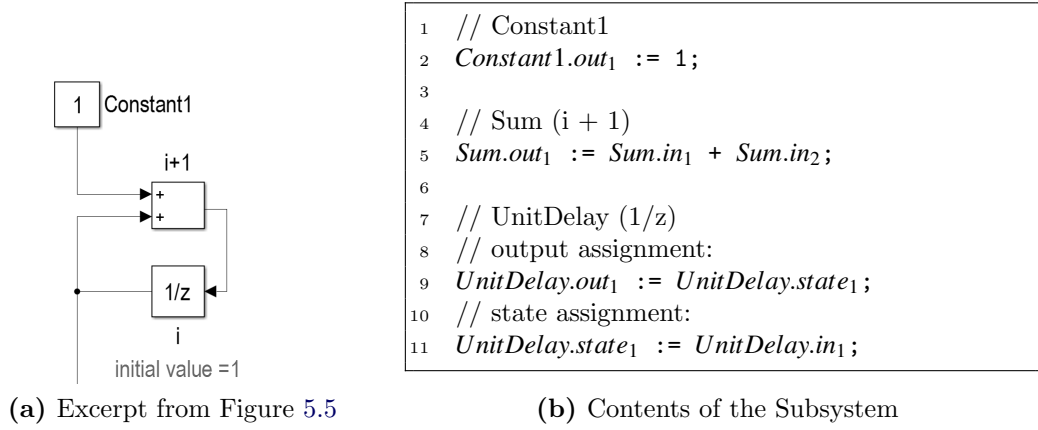 1 Constant1
i+1
+
+
1/z
i
initial value =1
(a) Excerpt from Figure 5.5
1 // Constant1
2 Constant1.out₁ := 1;
3
4 // Sum (i + 1)
5 Sum.out₁ := Sum.in₁ + Sum.in₂;
6
7 // UnitDelay (1/z)
8 // output assignment:
9 UnitDelay.out₁ := UnitDelay.state₁;
10 // state assignment:
11 UnitDelay.state₁ := UnitDelay.in₁;
(b) Contents of the Subsystem